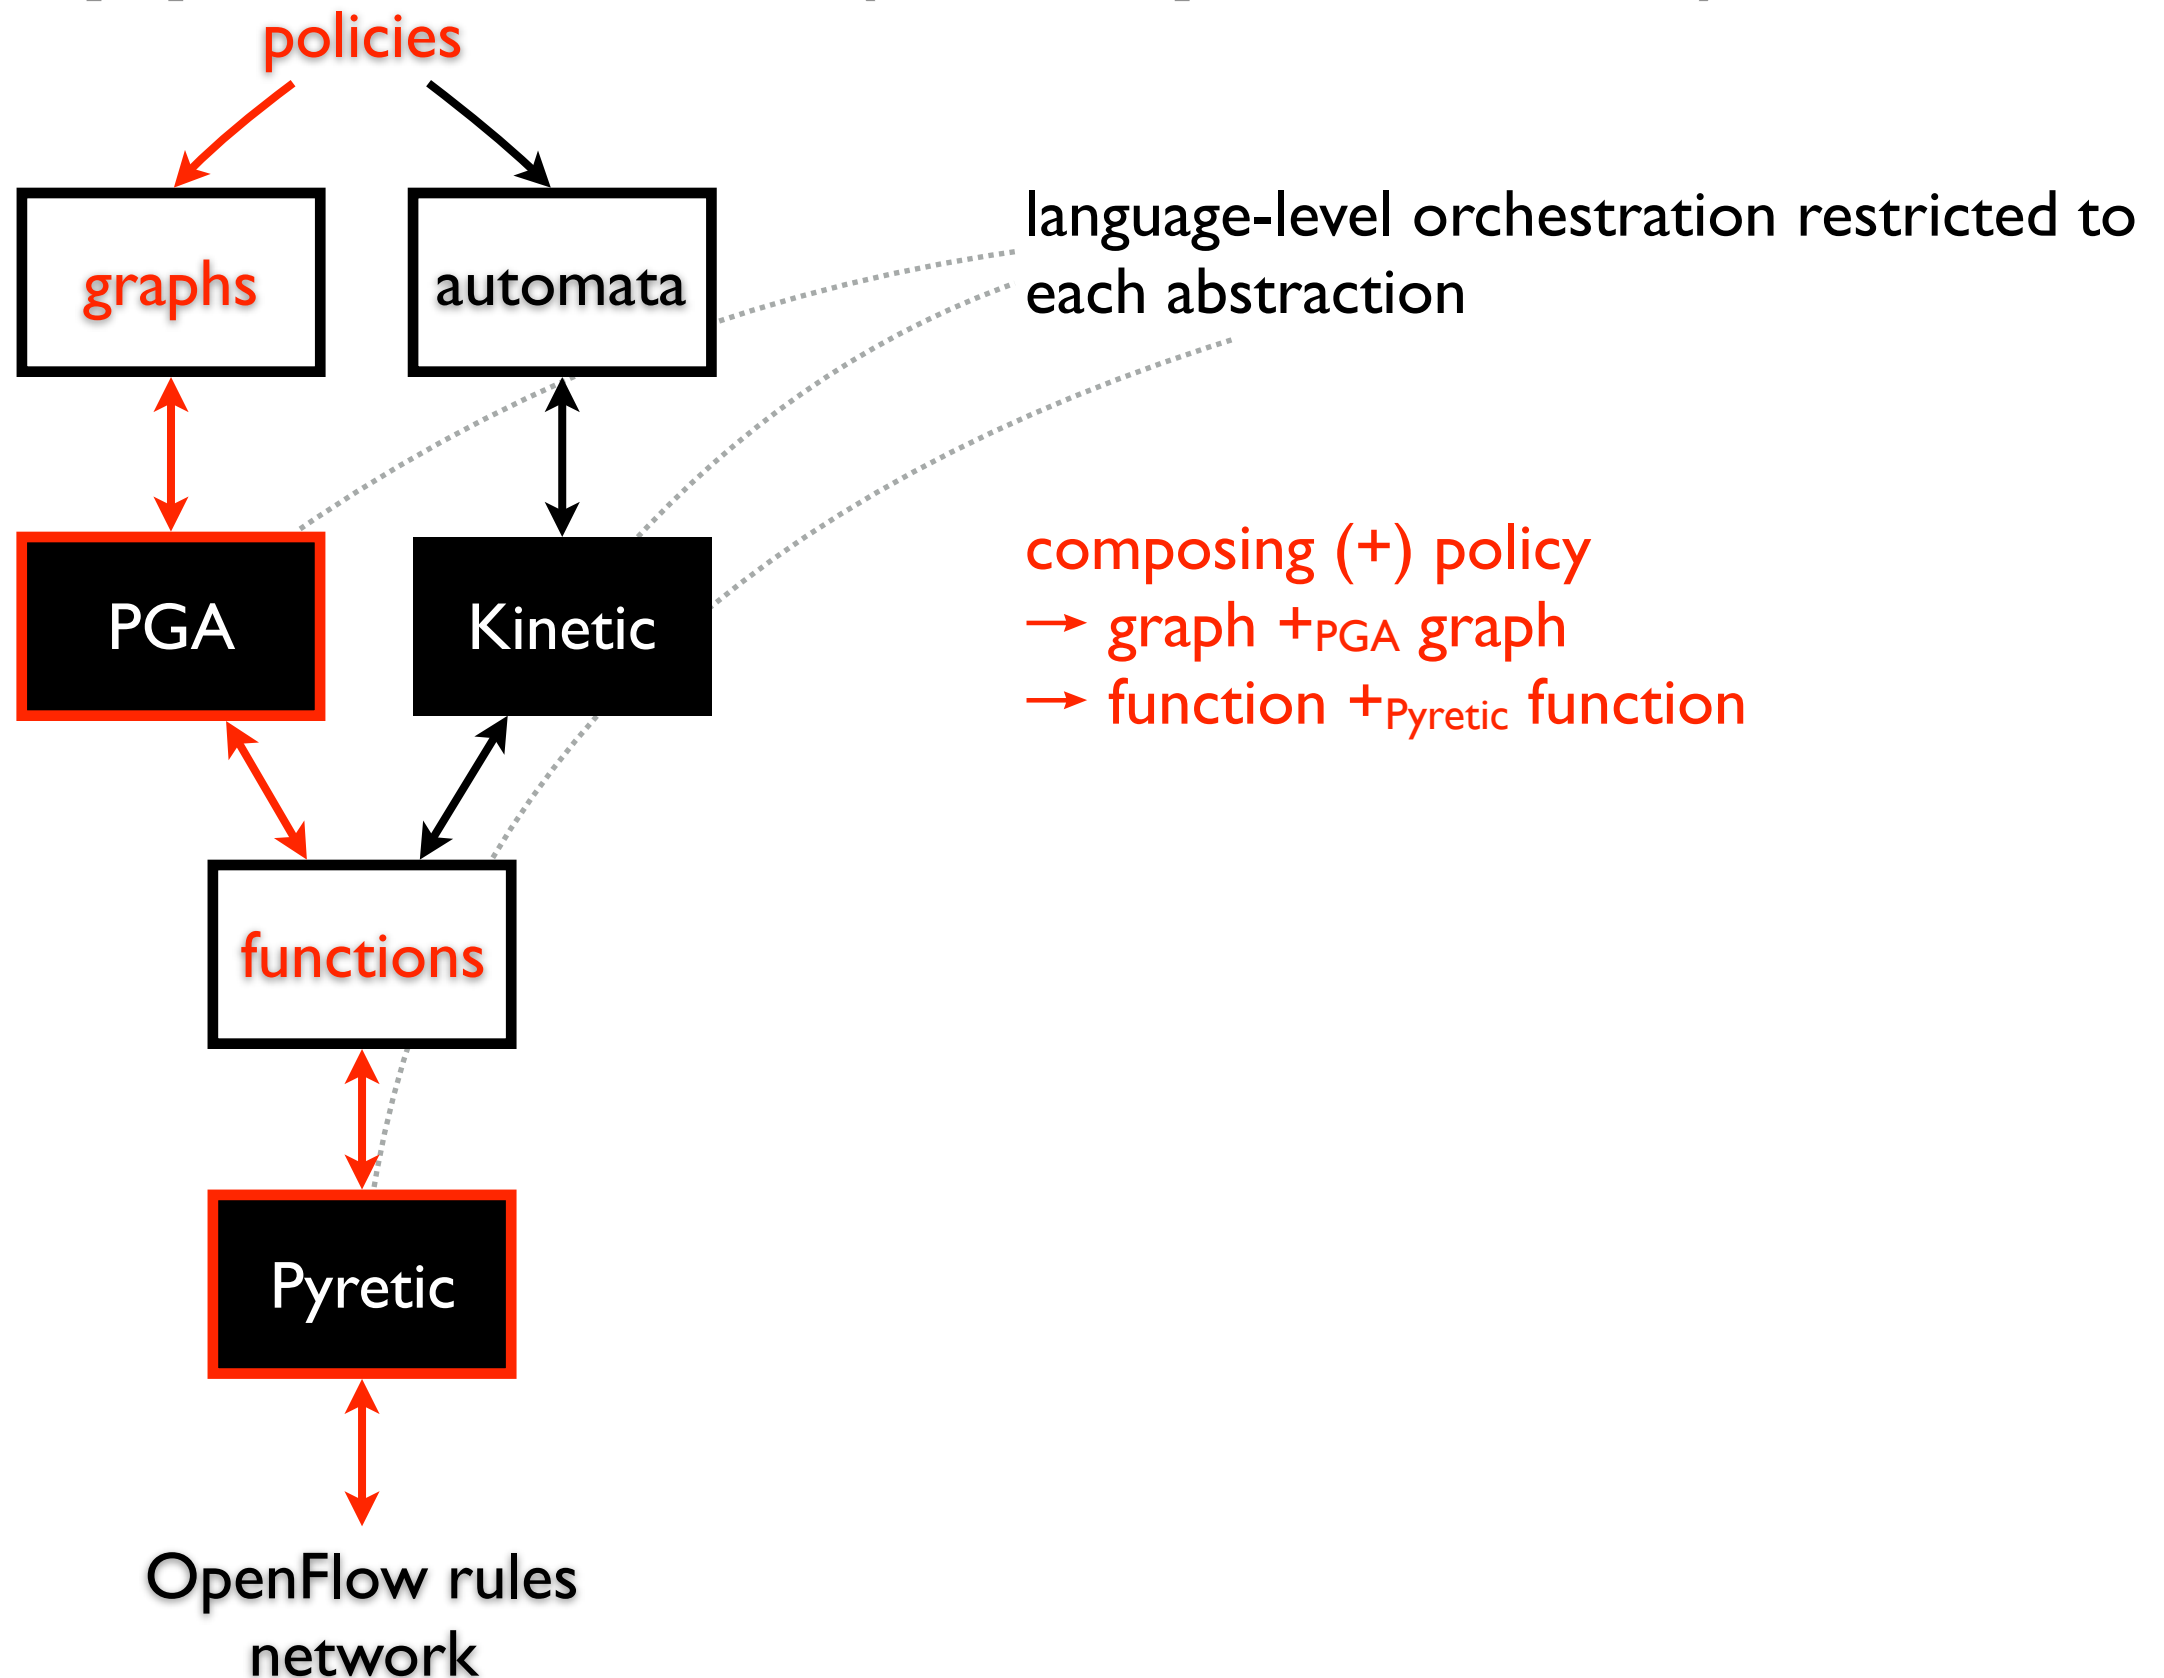 policies
graphs
automata
language-level orchestration restricted to
each abstraction
PGA
Kinetic
composing (+) policy
→ graph +PGA graph
→ function +Pyretic function
functions
Pyretic
OpenFlow rules
network